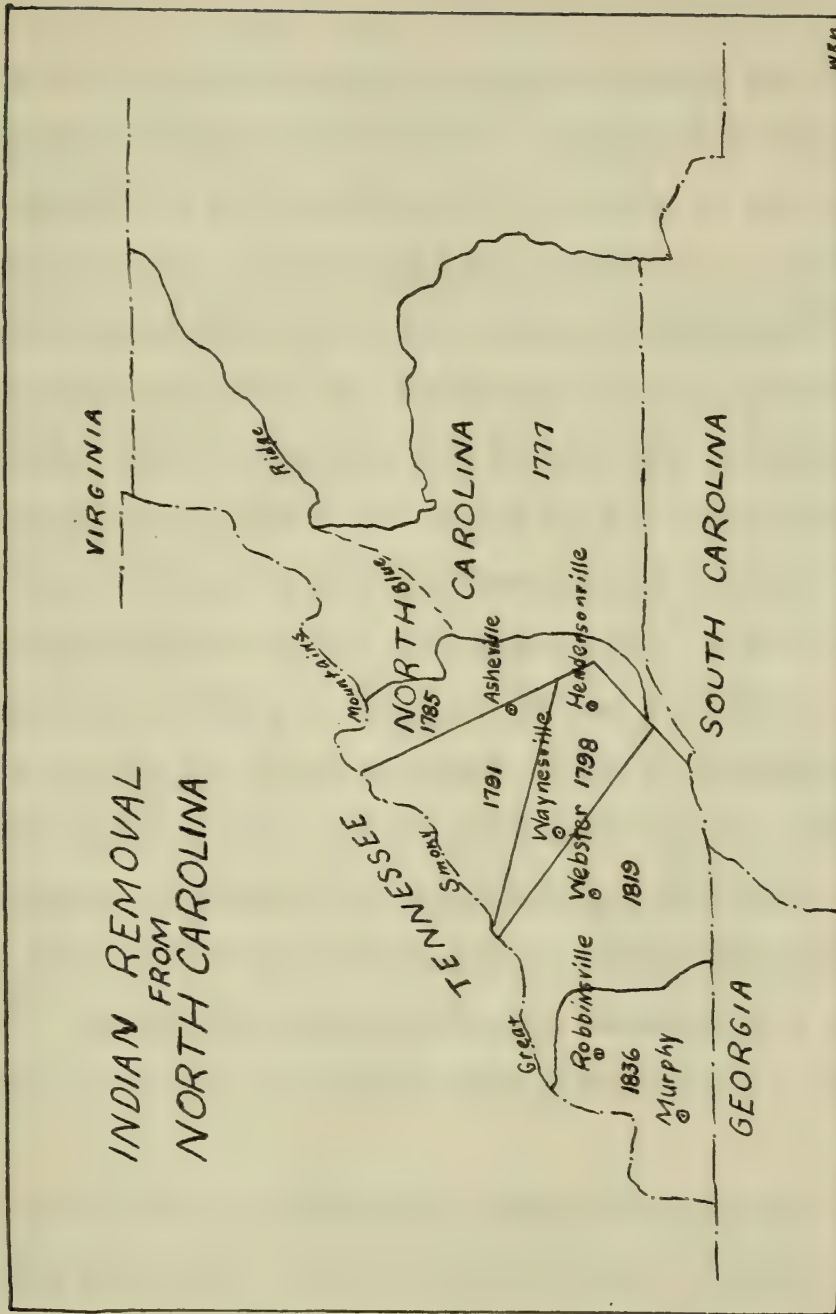 INDIAN REMOVAL
FROM
NORTH CAROLINA
VIRGINIA
TENNESSEE
Great
Smoky
Mountains
Blue
Ridge
NORTH
CAROLINA
1785
1777
1791
Asheville
Waynesville
Hendersonville
1798
Webster
1819
Robbinsville
1836
Murphy
GEORGIA
SOUTH CAROLINA